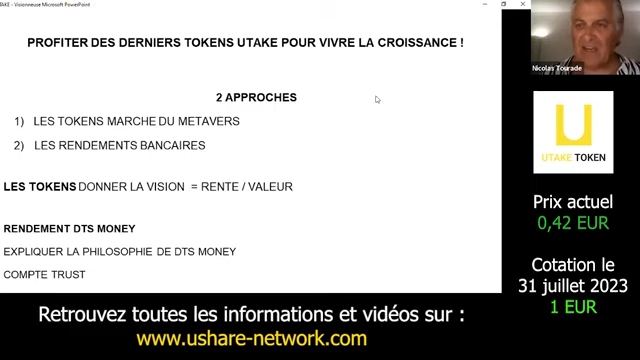 TAKE - Visionneuse Microsoft PowerPoint
PROFITER DES DERNIERS TOKENS UTAKE POUR VIVRE LA CROISSANCE !
2 APPROCHES
1) LES TOKENS MARCHE DU METAVERS
2) LES RENDEMENTS BANCAIRES
LES TOKENS DONNER LA VISION = RENTE / VALEUR
RENDEMENT DTS MONEY
EXPLIQUER LA PHILOSOPHIE DE DTS MONEY
COMPTE TRUST
Nicolas Tourade
UTAKE TOKEN
Prix actuel
0,42 EUR
Cotation le
31 juillet 2023
1 EUR
Retrouvez toutes les informations et vidéos sur :
www.ushare-network.com